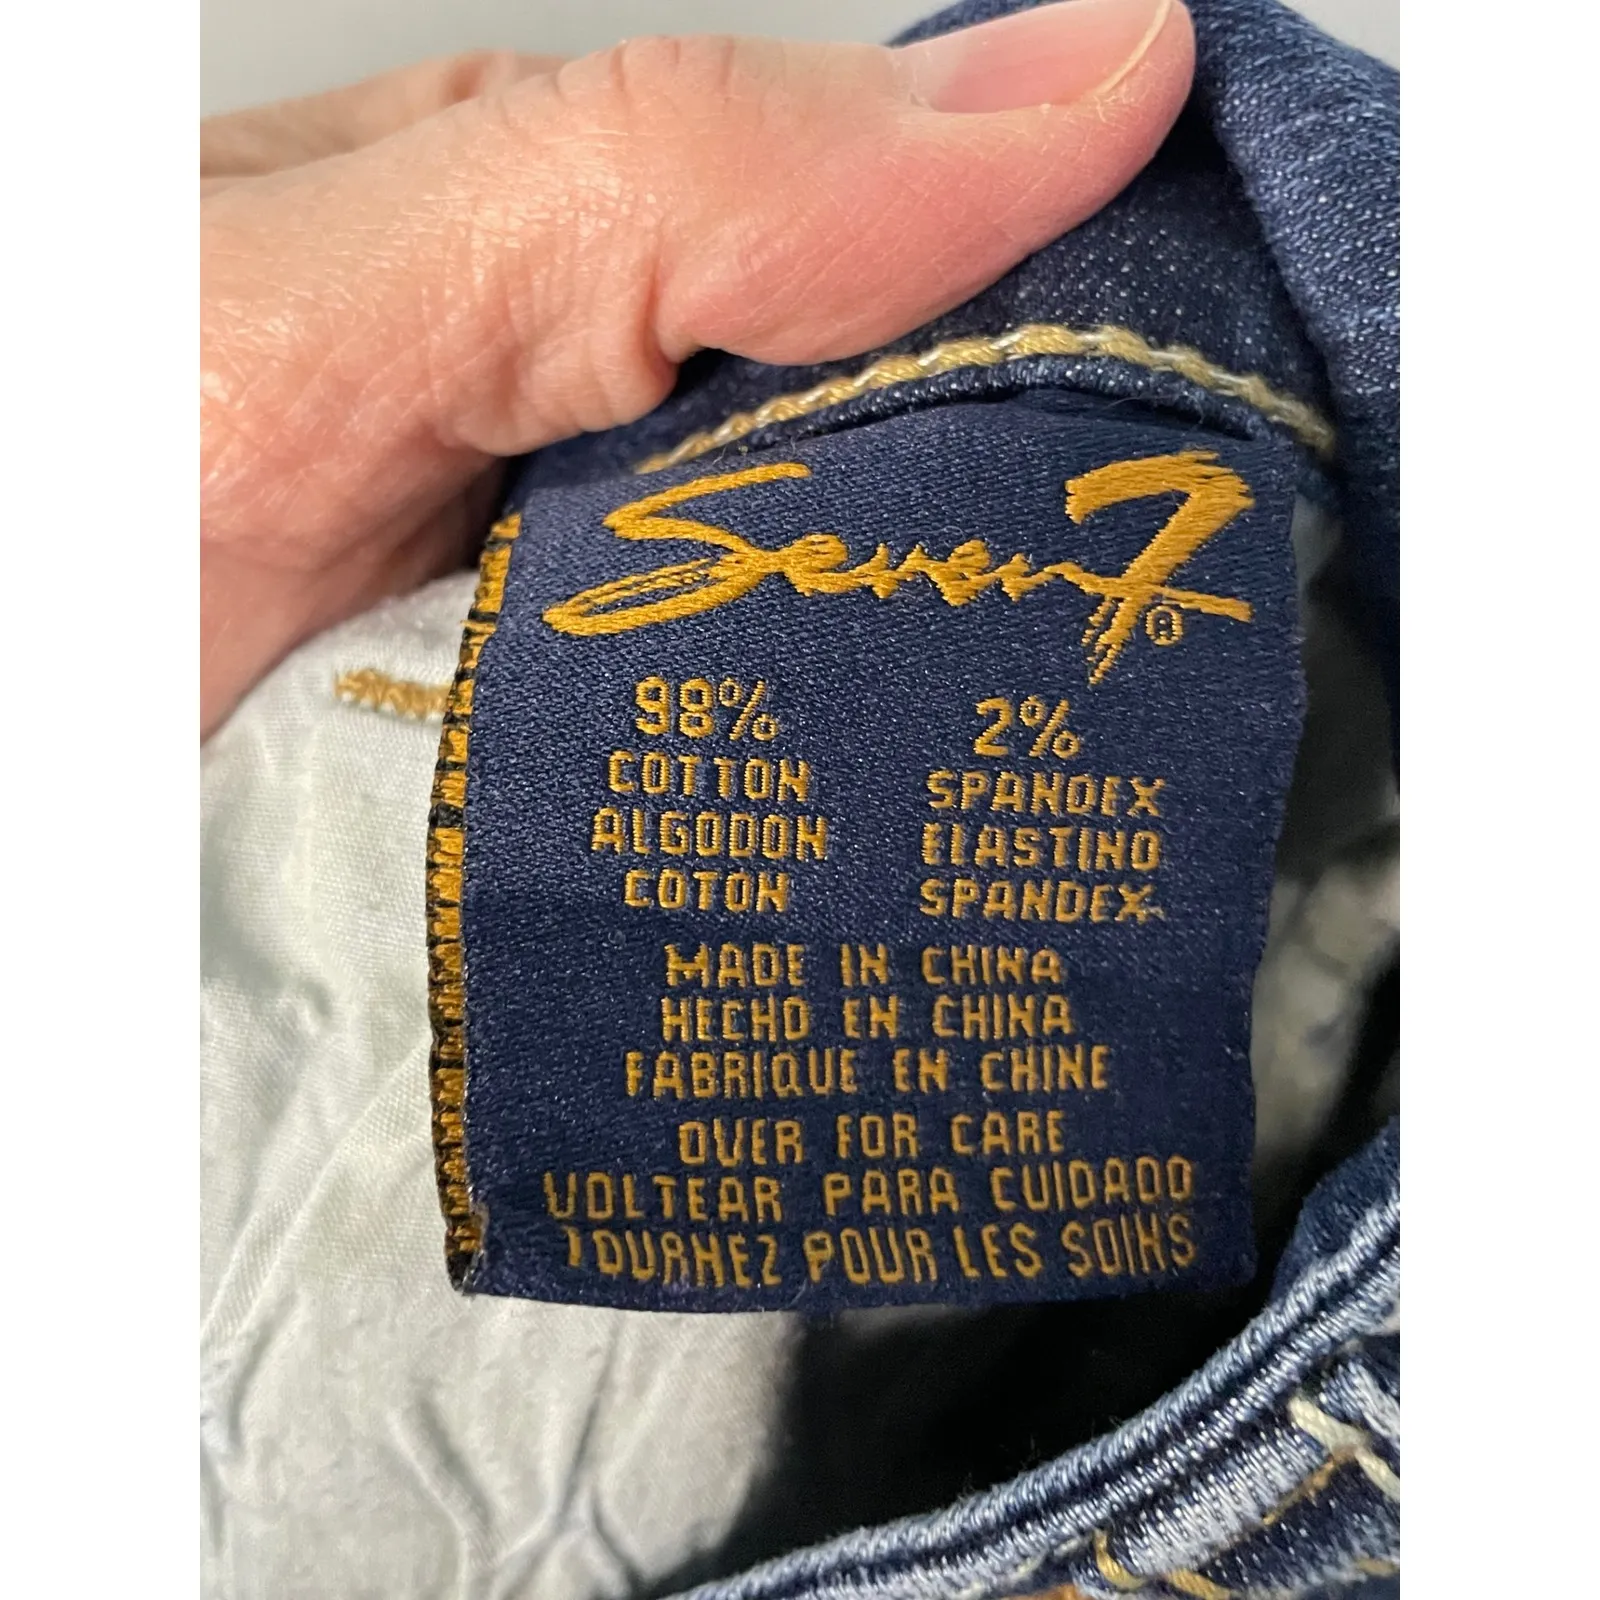 Seven7®
98% 2%
COTTON SPANDEX
ALGODON ELASTINO
COTON SPANDEX
MADE IN CHINA
HECHO EN CHINA
FABRIQUE EN CHINE
OVER FOR CARE
VOLTEAR PARA CUIDADO
TOURNEZ POUR LES SOINS